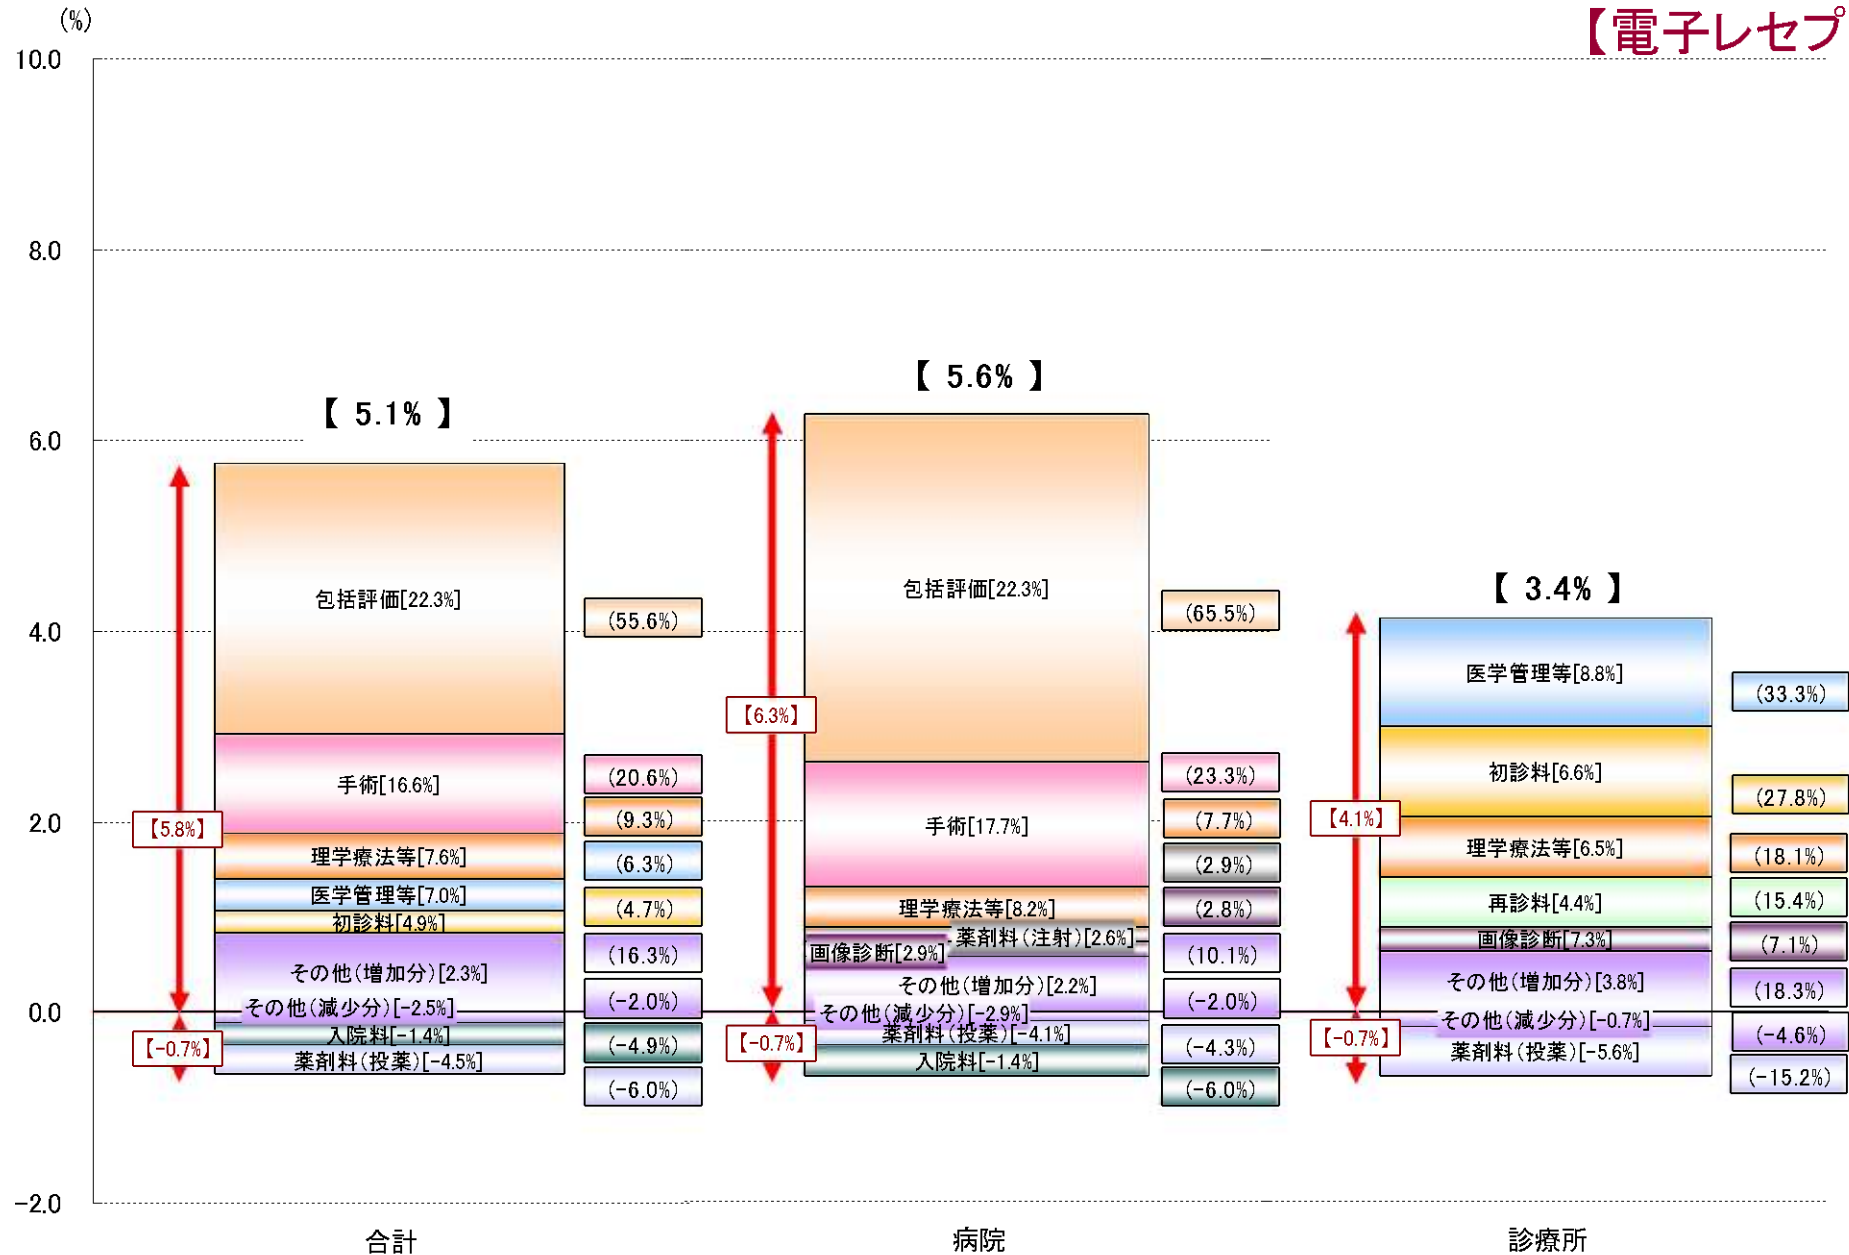 (%)
【電子レセプ
10.0
8.0
6.0
4.0
2.0
0.0
-2.0
【 5.1% 】
【5.8%】
【-0.7%】
包括評価[22.3%]
手術[16.6%]
理学療法等[7.6%]
医学管理等[7.0%]
初診料[4.9%]
その他(増加分)[2.3%]
その他(減少分)[-2.5%]
入院料[-1.4%]
薬剤料(投薬)[-4.5%]
(55.6%)
(20.6%)
(9.3%)
(6.3%)
(4.7%)
(16.3%)
(-2.0%)
(-4.9%)
(-6.0%)
合計
【 5.6% 】
【6.3%】
【-0.7%】
包括評価[22.3%]
手術[17.7%]
理学療法等[8.2%]
薬剤料(注射)[2.6%]
画像診断[2.9%]
その他(増加分)[2.2%]
その他(減少分)[-2.9%]
薬剤料(投薬)[-4.1%]
入院料[-1.4%]
(65.5%)
(23.3%)
(7.7%)
(2.9%)
(2.8%)
(10.1%)
(-2.0%)
(-4.3%)
(-6.0%)
病院
【 3.4% 】
【4.1%】
【-0.7%】
医学管理等[8.8%]
初診料[6.6%]
理学療法等[6.5%]
再診料[4.4%]
画像診断[7.3%]
その他(増加分)[3.8%]
その他(減少分)[-0.7%]
薬剤料(投薬)[-5.6%]
(33.3%)
(27.8%)
(18.1%)
(15.4%)
(7.1%)
(18.3%)
(-4.6%)
(-15.2%)
診療所